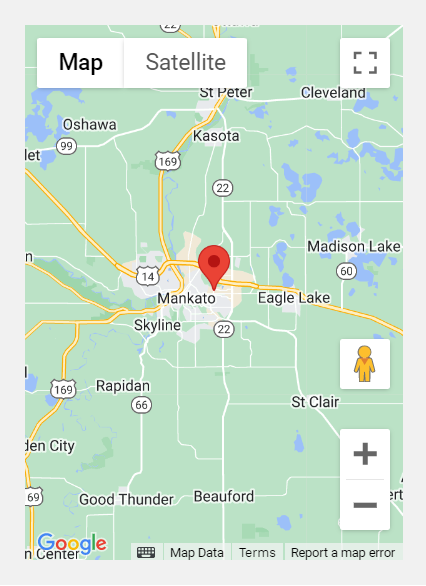 Map
Satellite
St Peter
Cleveland
Oshawa
Kasota
99
let
169
22
Madison Lake
n
14
60
Mankato
Eagle Lake
Skyline
22
169
Rapidan
66
St Clair
den City
69
Good Thunder
Beauford
ert
Google
n Center
Map Data
Terms
Report a map error